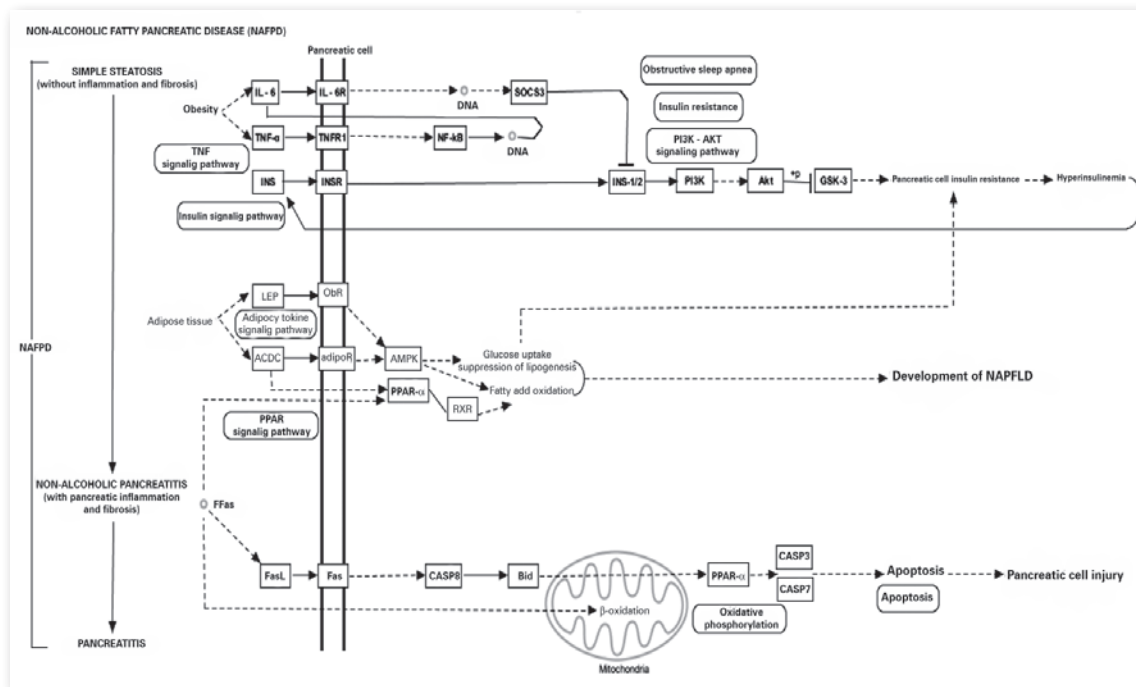 NON-ALCOHOLIC FATTY PANCREATIC DISEASE (NAFPD)
Pancreatic cell
SIMPLE STEATOSIS
(without inflammation and fibrosis)
Obesity
IL - 6
IL - 6R
DNA
SOCS3
Obstructive sleep apnea
Insulin resistance
TNF-α
TNFR1
NF-kB
DNA
PI3K - AKT
signaling pathway
TNF
signalig pathway
INS
INSR
INS-1/2
PI3K
Akt
*p
GSK-3
Pancreatic cell insulin resistance
Hyperinsulinemia
Insulin signalig pathway
NAFPD
Adipose tissue
LEP
ObR
Adipocy tokine
signalig pathway
ACDC
adipoR
AMPK
Glucose uptake
suppression of lipogenesis
Fatty add oxidation
Development of NAPFLD
PPAR-α
RXR
PPAR
signalig pathway
NON-ALCOHOLIC PANCREATITIS
(with pancreatic inflammation
and fibrosis)
FFas
FasL
Fas
CASP8
Bid
PPAR-α
CASP3
CASP7
Apoptosis
Pancreatic cell injury
Apoptosis
β-oxidation
Oxidative
phosphorylation
Mitochondria
PANCREATITIS